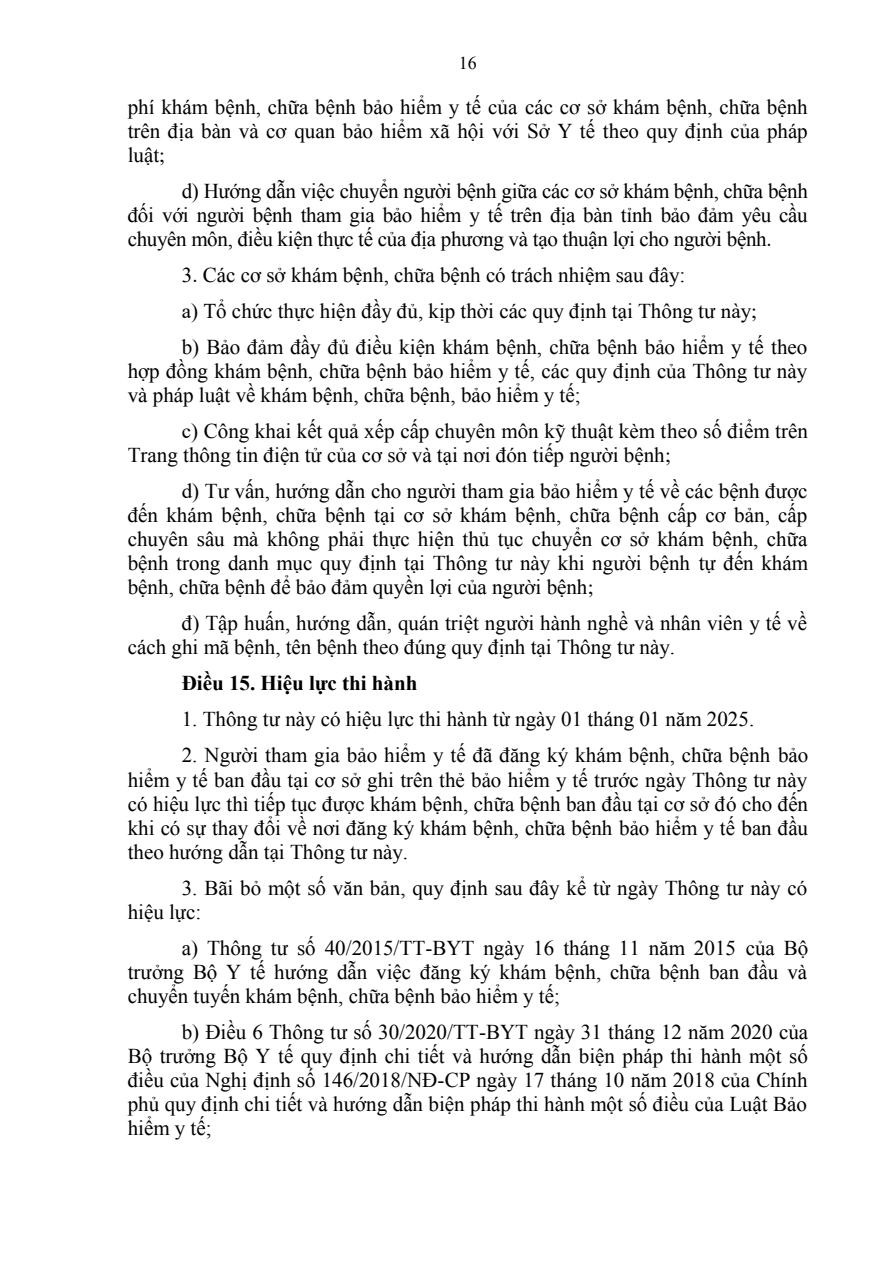 16
phí khám bệnh, chữa bệnh bảo hiểm y tế của các cơ sở khám bệnh, chữa bệnh
trên địa bàn và cơ quan bảo hiểm xã hội với Sở Y tế theo quy định của pháp
luật;
d) Hướng dẫn việc chuyển người bệnh giữa các cơ sở khám bệnh, chữa bệnh
đối với người bệnh tham gia bảo hiểm y tế trên địa bàn tỉnh bảo đảm yêu cầu
chuyên môn, điều kiện thực tế của địa phương và tạo thuận lợi cho người bệnh.
3. Các cơ sở khám bệnh, chữa bệnh có trách nhiệm sau đây:
a) Tổ chức thực hiện đầy đủ, kịp thời các quy định tại Thông tư này;
b) Bảo đảm đầy đủ điều kiện khám bệnh, chữa bệnh bảo hiểm y tế theo
hợp đồng khám bệnh, chữa bệnh bảo hiểm y tế, các quy định của Thông tư này
và pháp luật về khám bệnh, chữa bệnh, bảo hiểm y tế;
c) Công khai kết quả xếp cấp chuyên môn kỹ thuật kèm theo số điểm trên
Trang thông tin điện tử của cơ sở và tại nơi đón tiếp người bệnh;
d) Tư vấn, hướng dẫn cho người tham gia bảo hiểm y tế về các bệnh được
đến khám bệnh, chữa bệnh tại cơ sở khám bệnh, chữa bệnh cấp cơ bản, cấp
chuyên sâu mà không phải thực hiện thủ tục chuyển cơ sở khám bệnh, chữa
bệnh trong danh mục quy định tại Thông tư này khi người bệnh tự đến khám
bệnh, chữa bệnh để bảo đảm quyền lợi của người bệnh;
đ) Tập huấn, hướng dẫn, quán triệt người hành nghề và nhân viên y tế về
cách ghi mã bệnh, tên bệnh theo đúng quy định tại Thông tư này.
Điều 15. Hiệu lực thi hành
1. Thông tư này có hiệu lực thi hành từ ngày 01 tháng 01 năm 2025.
2. Người tham gia bảo hiểm y tế đã đăng ký khám bệnh, chữa bệnh bảo
hiểm y tế ban đầu tại cơ sở ghi trên thẻ bảo hiểm y tế trước ngày Thông tư này
có hiệu lực thì tiếp tục được khám bệnh, chữa bệnh ban đầu tại cơ sở đó cho đến
khi có sự thay đổi về nơi đăng ký khám bệnh, chữa bệnh bảo hiểm y tế ban đầu
theo hướng dẫn tại Thông tư này.
3. Bãi bỏ một số văn bản, quy định sau đây kể từ ngày Thông tư này có
hiệu lực:
a) Thông tư số 40/2015/TT-BYT ngày 16 tháng 11 năm 2015 của Bộ
trưởng Bộ Y tế hướng dẫn việc đăng ký khám bệnh, chữa bệnh ban đầu và
chuyển tuyến khám bệnh, chữa bệnh bảo hiểm y tế;
b) Điều 6 Thông tư số 30/2020/TT-BYT ngày 31 tháng 12 năm 2020 của
Bộ trưởng Bộ Y tế quy định chi tiết và hướng dẫn biện pháp thi hành một số
điều của Nghị định số 146/2018/NĐ-CP ngày 17 tháng 10 năm 2018 của Chính
phủ quy định chi tiết và hướng dẫn biện pháp thi hành một số điều của Luật Bảo
hiểm y tế;